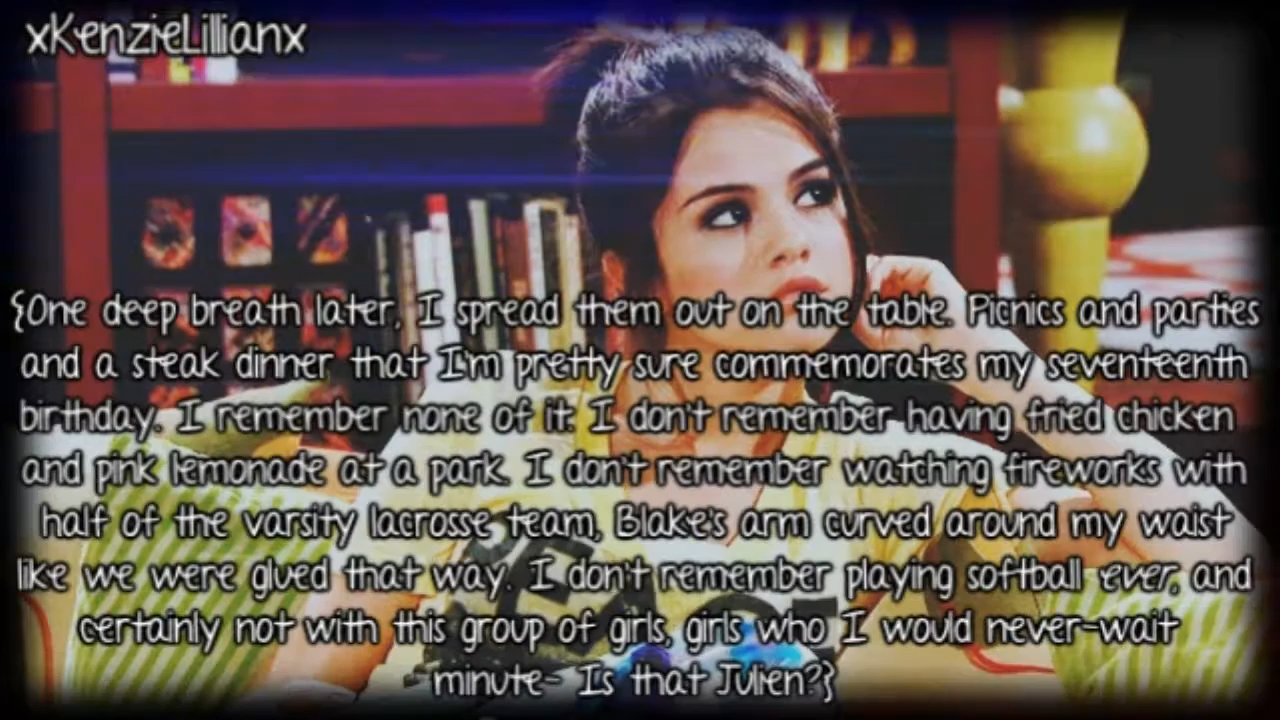 xKenzieLillianx
{One deep breath later, I spread them out on the table. Picnics and parties
and a steak dinner that I'm pretty sure commemorates my seventeenth
birthday. I remember none of it. I don't remember having fried chicken
and pink lemonade at a park. I don't remember watching fireworks with
half of the varsity lacrosse team, Blake's arm curved around my waist
like we were glued that way. I don't remember playing softball ever, and
certainly not with this group of girls, girls who I would never-wait
minute- Is that Julien?}